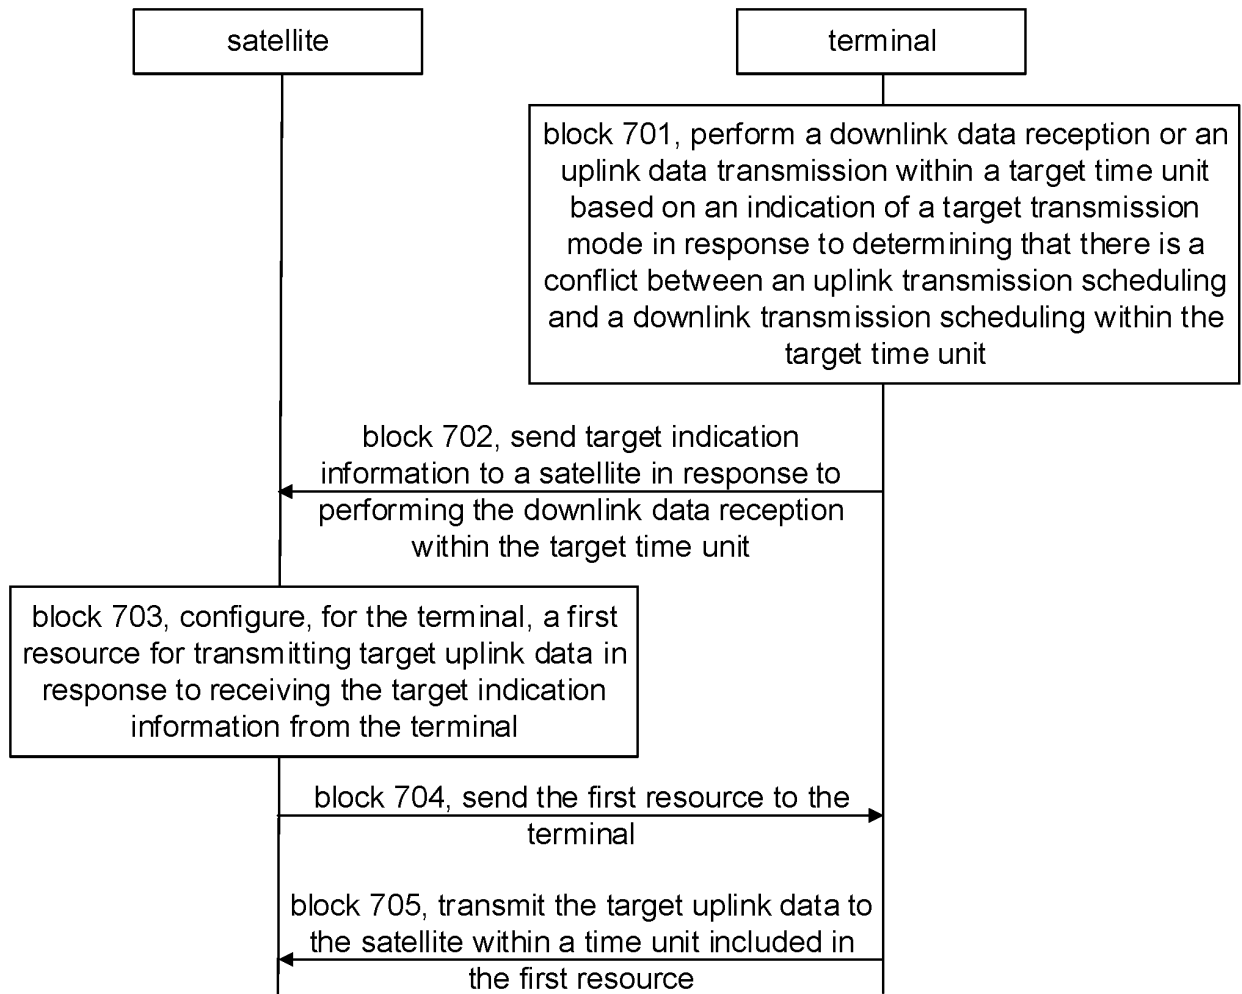 satellite
terminal
block 701, perform a downlink data reception or an
uplink data transmission within a target time unit
based on an indication of a target transmission
mode in response to determining that there is a
conflict between an uplink transmission scheduling
and a downlink transmission scheduling within the
target time unit
block 702, send target indication
information to a satellite in response to
performing the downlink data reception
within the target time unit
block 703, configure, for the terminal, a first
resource for transmitting target uplink data in
response to receiving the target indication
information from the terminal
block 704, send the first resource to the
terminal
block 705, transmit the target uplink data to
the satellite within a time unit included in
the first resource